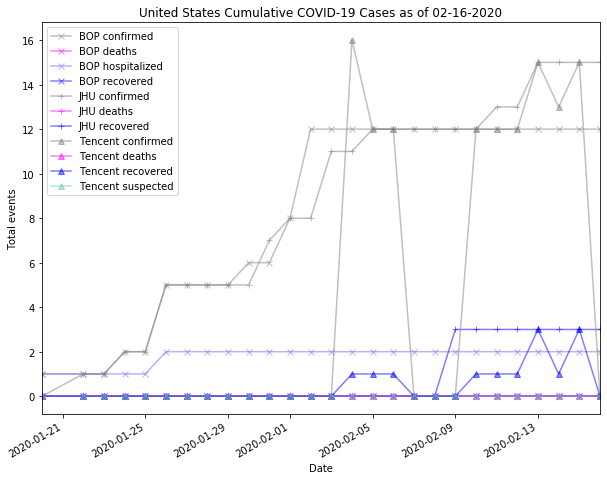 United States Cumulative COVID-19 Cases as of 02-16-2020
16
14
12
10
8
6
4
2
0
Total events
BOP confirmed
BOP deaths
BOP hospitalized
BOP recovered
JHU confirmed
JHU deaths
JHU recovered
Tencent confirmed
Tencent deaths
Tencent recovered
Tencent suspected
2020-01-21
2020-01-25
2020-01-29
2020-02-01
2020-02-05
2020-02-09
2020-02-13
Date